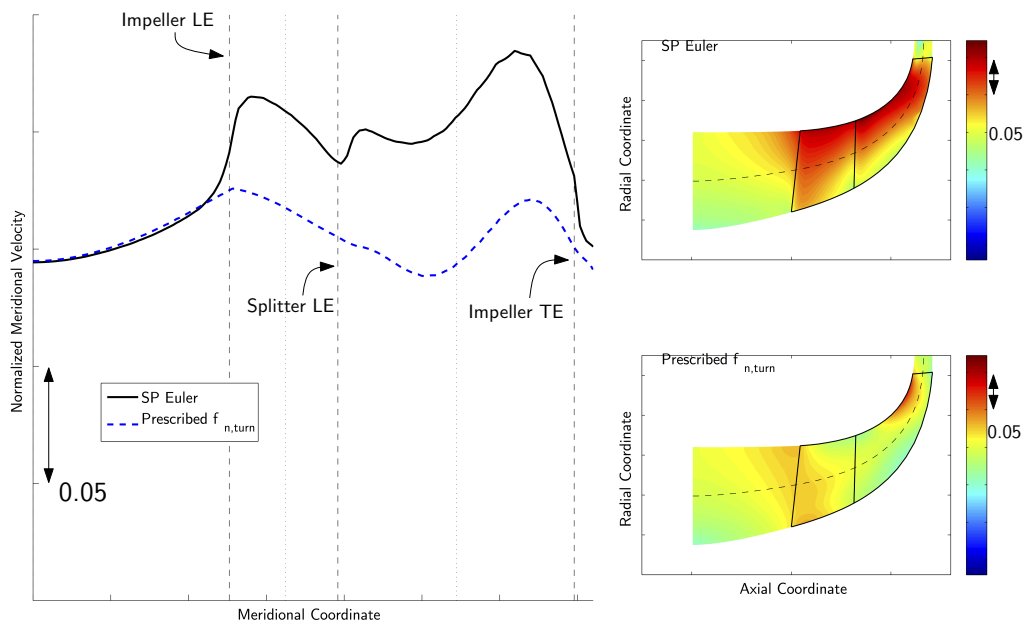 Impeller LE
Normalized Meridional Velocity
Splitter LE
Impeller TE
SP Euler
Prescribed f n,turn
0.05
Meridional Coordinate
SP Euler
Radial Coordinate
0.05
Prescribed f n,turn
Radial Coordinate
0.05
Axial Coordinate